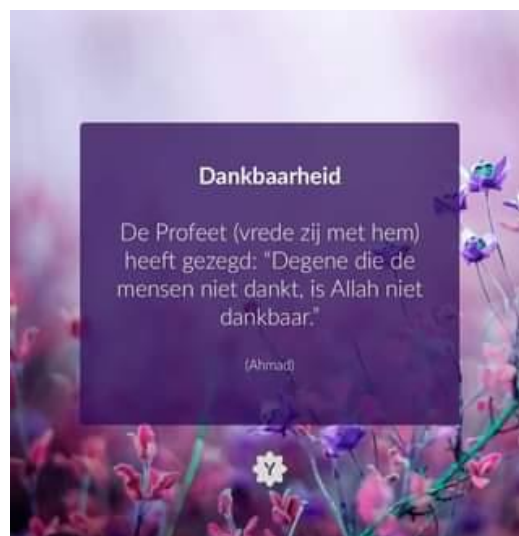 Dankbaarheid
De Profeet (vrede zij met hem)
heeft gezegd: “Degene die de
mensen niet dankt, is Allah niet
dankbaar.”
(Ahmad)
Y